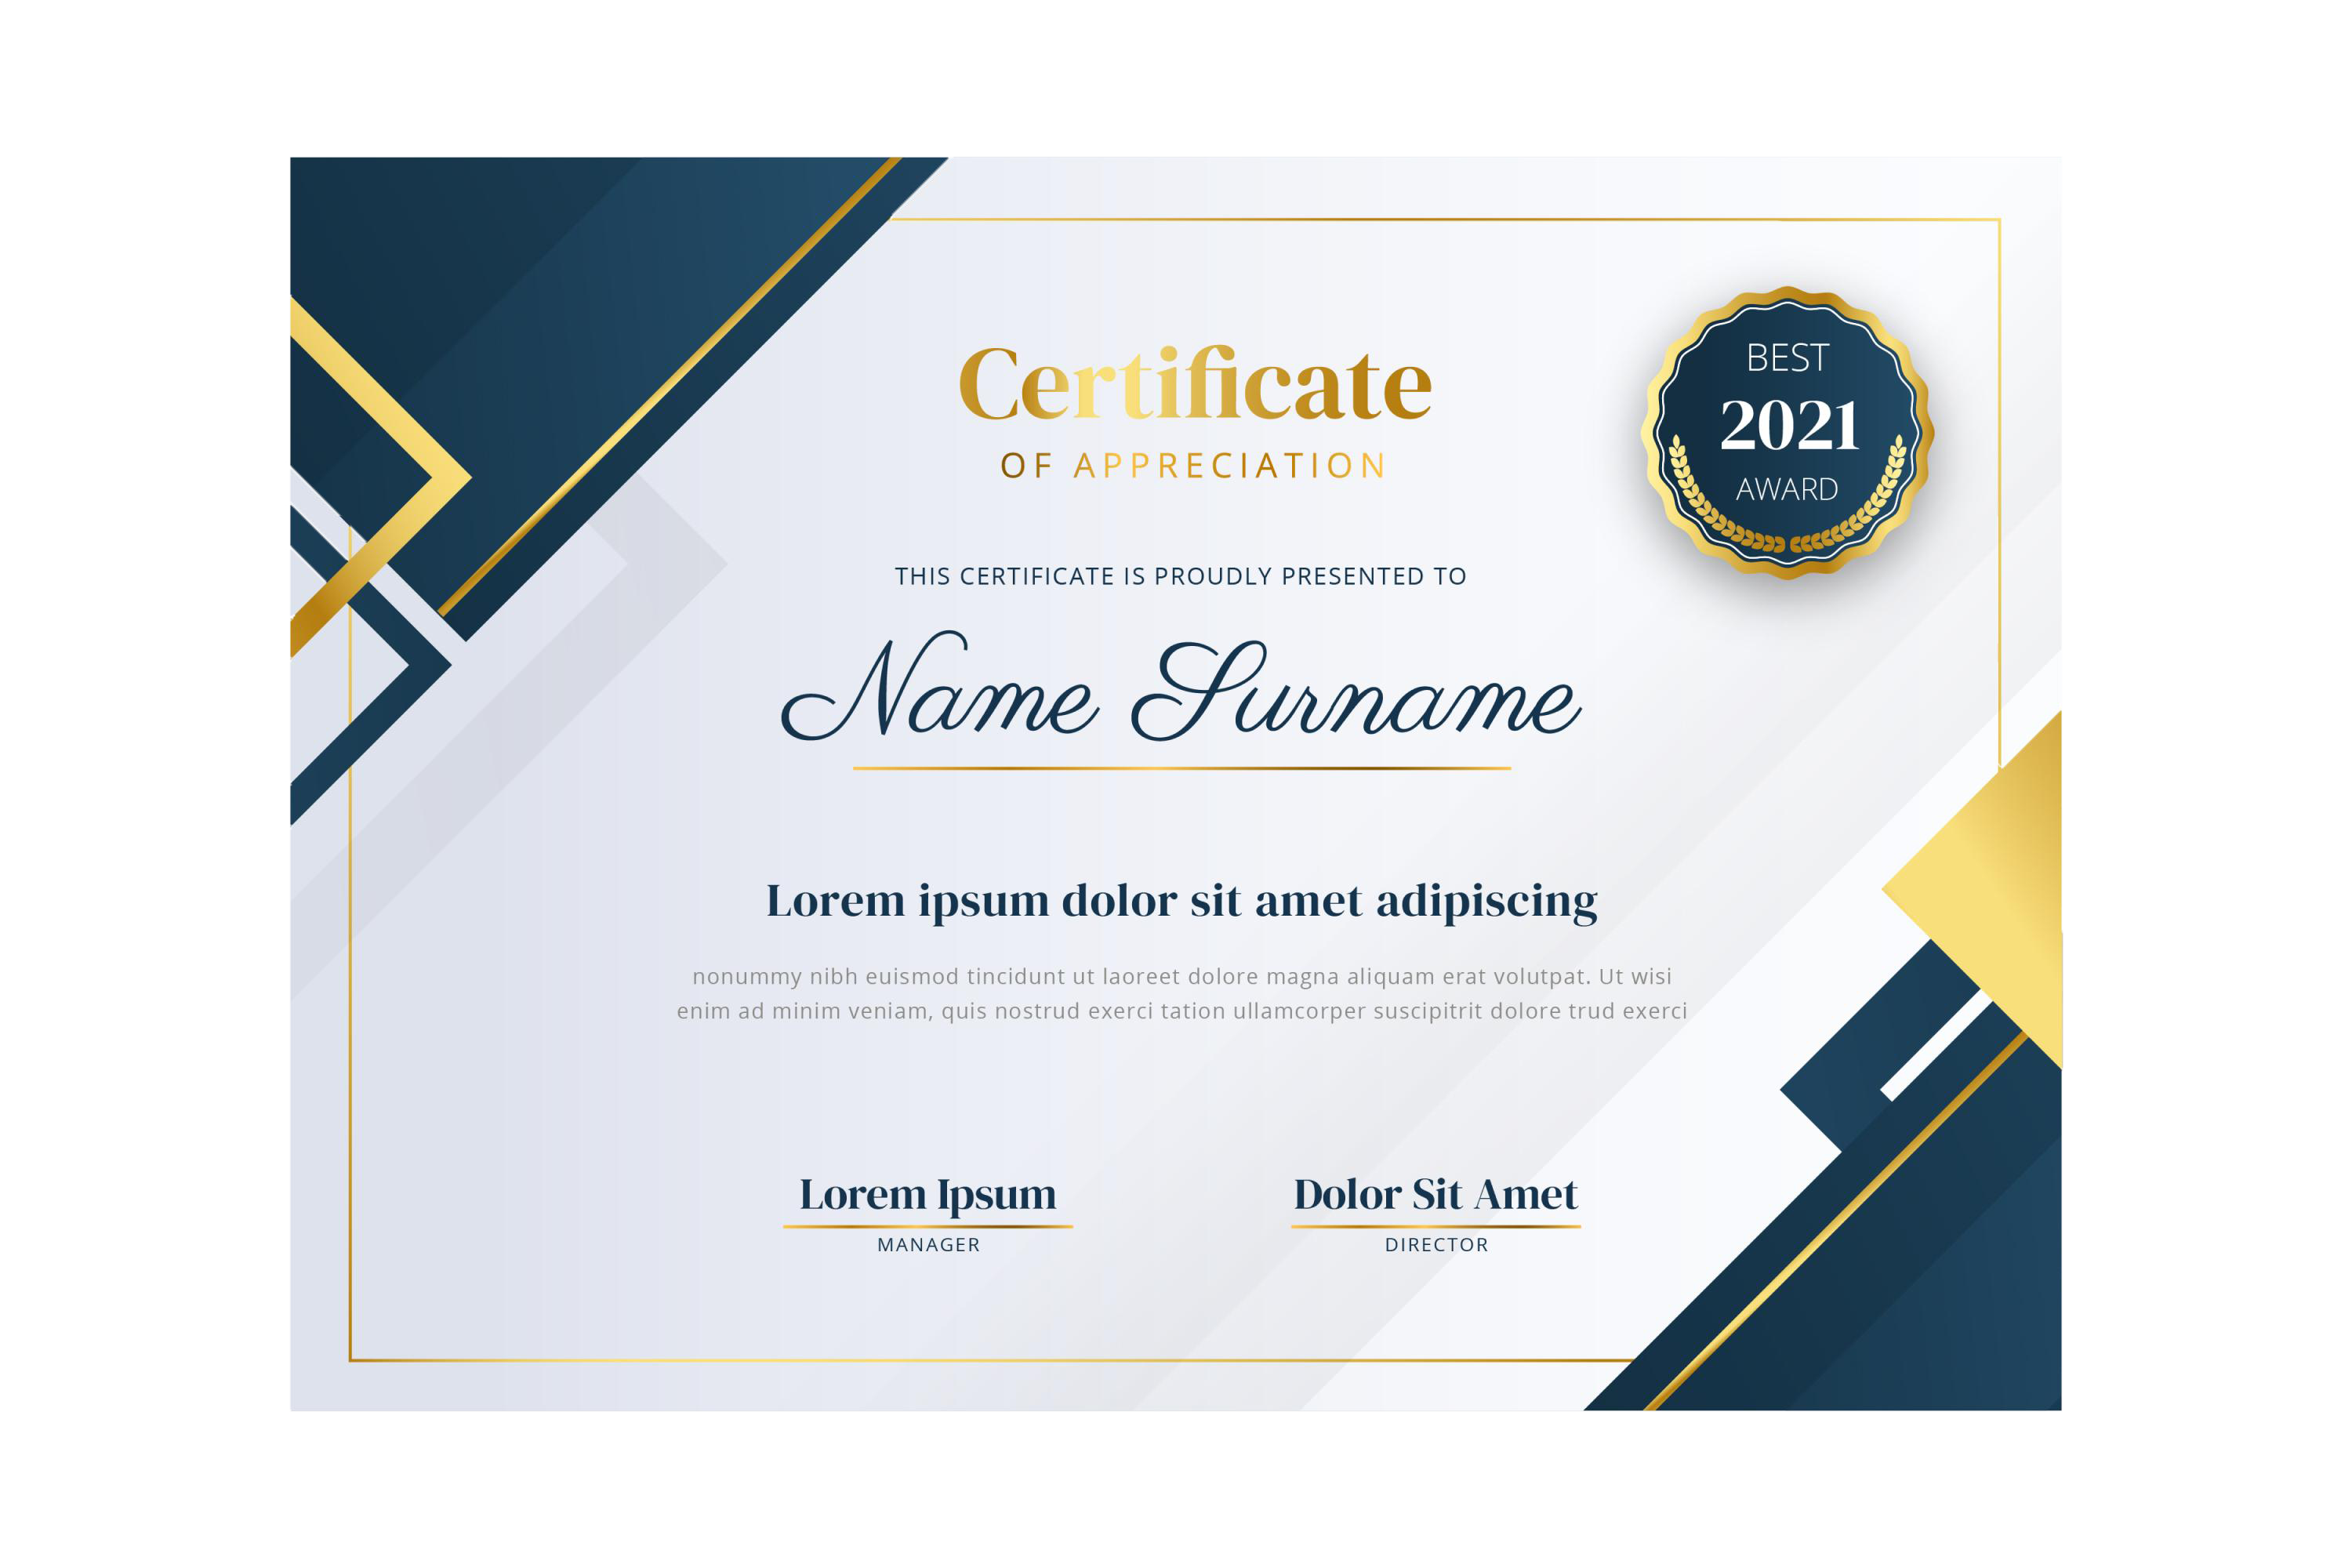 Certificate
OF APPRECIATION
BEST
2021
AWARD
THIS CERTIFICATE IS PROUDLY PRESENTED TO
Name Surname
Lorem ipsum dolor sit amet adipiscing
nonummy nibh euismod tincidunt ut laoreet dolore magna aliquam erat volutpat. Ut wisi
enim ad minim veniam, quis nostrud exerci tation ullamcorper suscipitrit dolore trud exerci
Lorem Ipsum
MANAGER
Dolor Sit Amet
DIRECTOR